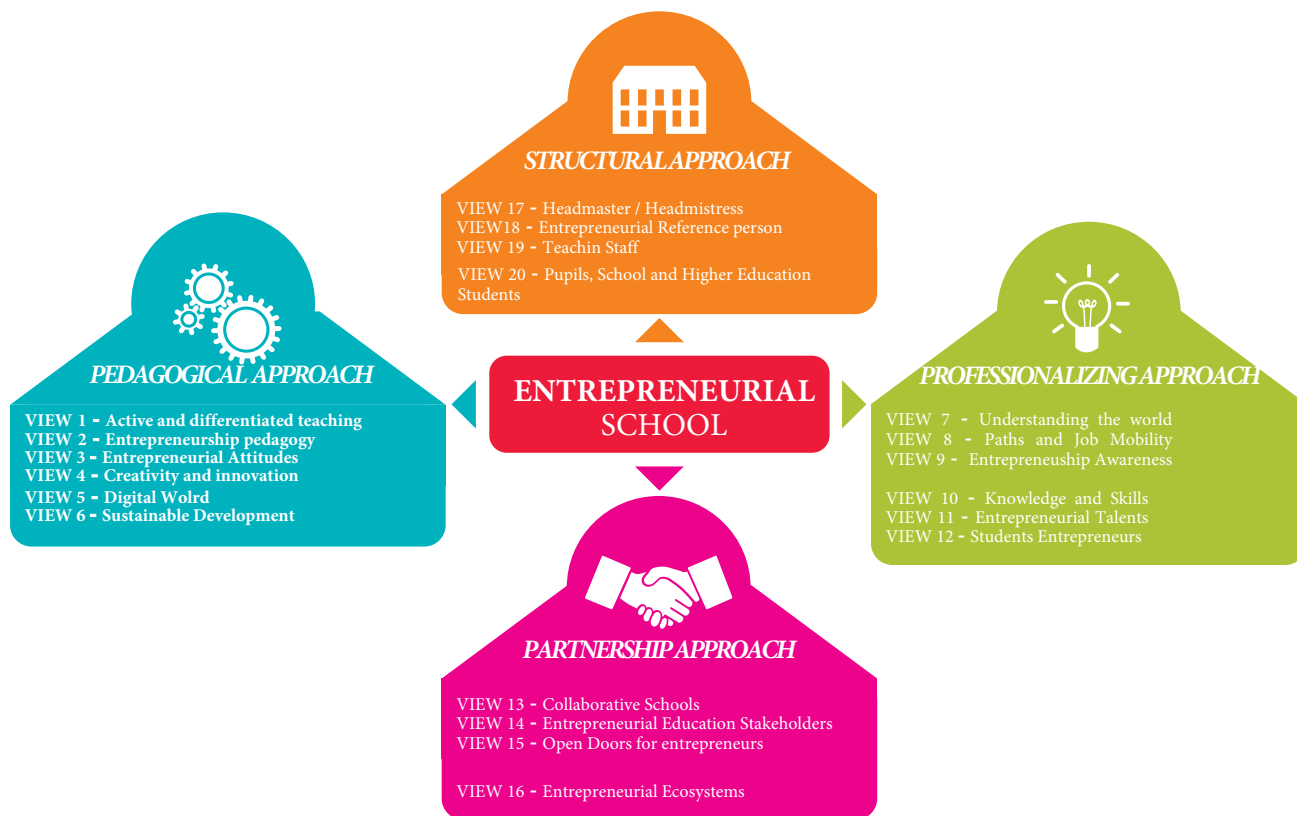 STRUCTURAL APPROACH
VIEW 17 - Headmaster / Headmistress
VIEW18 - Entrepreneurial Reference person
VIEW 19 - Teachin Staff
VIEW 20 - Pupils, School and Higher Education
Students
PEDAGOGICAL APPROACH
VIEW 1 - Active and differentiated teaching
VIEW 2 - Entrepreneurship pedagogy
VIEW 3 - Entrepreneurial Attitudes
VIEW 4 - Creativity and innovation
VIEW 5 - Digital Wolrd
VIEW 6 - Sustainable Development
ENTREPRENEURIAL
SCHOOL
PROFESSIONALIZING APPROACH
VIEW 7 - Understanding the world
VIEW 8 - Paths and Job Mobility
VIEW 9 - Entrepreneuship Awareness
VIEW 10 - Knowledge and Skills
VIEW 11 - Entrepreneurial Talents
VIEW 12 - Students Entrepreneurs
PARTNERSHIP APPROACH
VIEW 13 - Collaborative Schools
VIEW 14 - Entrepreneurial Education Stakeholders
VIEW 15 - Open Doors for entrepreneurs
VIEW 16 - Entrepreneurial Ecosystems